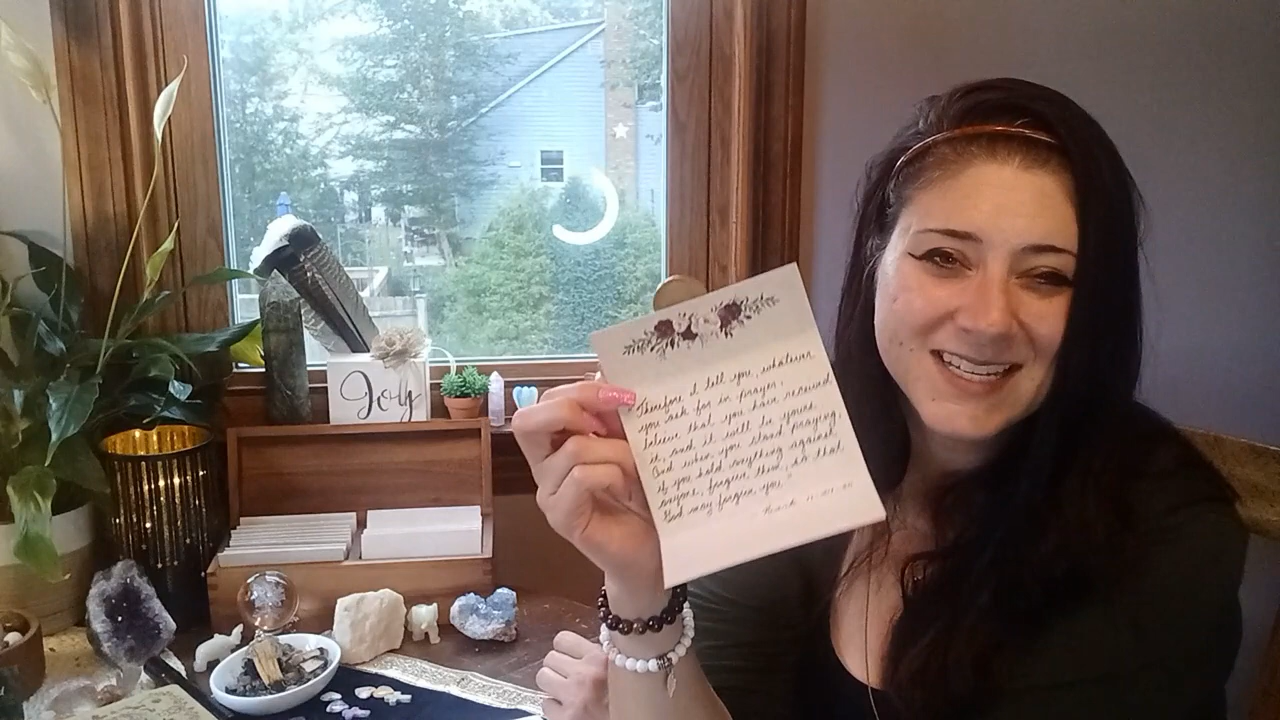 Joy
"Therefore I tell you, whatever
you ask for in prayer,
believe that you have received
it, and it will be yours.
And when you stand praying,
if you hold anything against
anyone, forgive them, so that
God may forgive you."